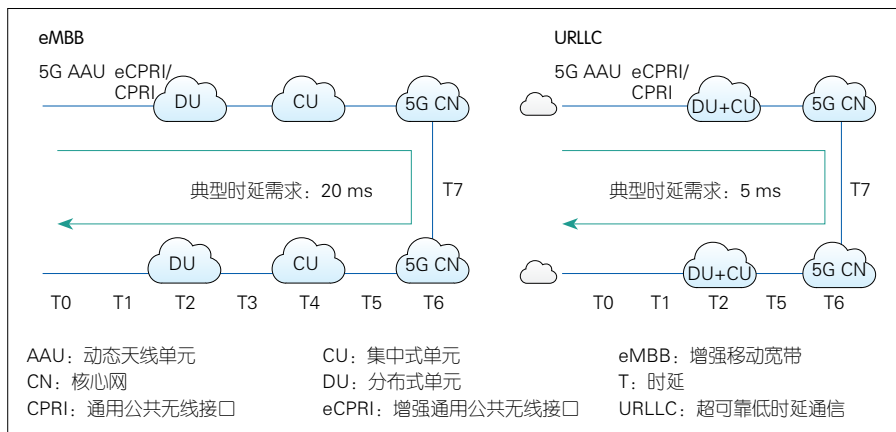 eMBB
5G AAU eCPRI/
CPRI
DU
CU
5G CN
典型时延需求：20 ms
T7
DU
CU
5G CN
T0 T1 T2 T3 T4 T5 T6
URLLC
5G AAU eCPRI/
CPRI
DU+CU
5G CN
典型时延需求：5 ms
T7
DU+CU
5G CN
T0 T1 T2 T5 T6
AAU：动态天线单元 CU：集中式单元 eMBB：增强移动宽带
CN：核心网 DU：分布式单元 T：时延
CPRI：通用公共无线接口 eCPRI：增强通用公共无线接口 URLLC：超可靠低时延通信